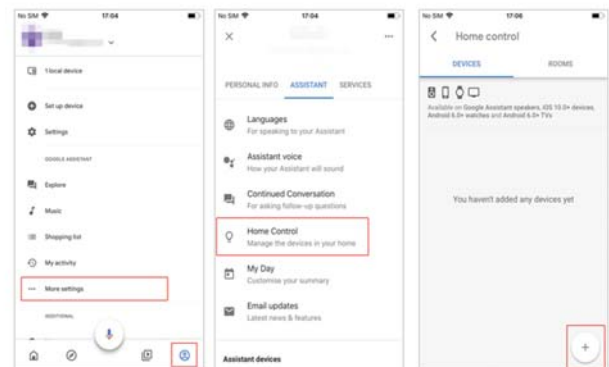 No SIM 17:04
1 local device
Set up device
Settings
GOOGLE ASSISTANT
Explore
Music
Shopping list
My activity
More settings
ADDITIONAL
No SIM 17:04
PERSONAL INFO ASSISTANT SERVICES
Languages
For speaking to your Assistant
Assistant voice
How your Assistant will sound
Continued Conversation
For asking follow-up questions
Home Control
Manage the devices in your home
My Day
Customise your summary
Email updates
Latest news & features
Assistant devices
No SIM 17:06
Home control
DEVICES ROOMS
Available on Google Assistant speakers, iOS 10.0+ devices,
Android 6.0+ watches and Android 6.0+ TVs
You haven't added any devices yet